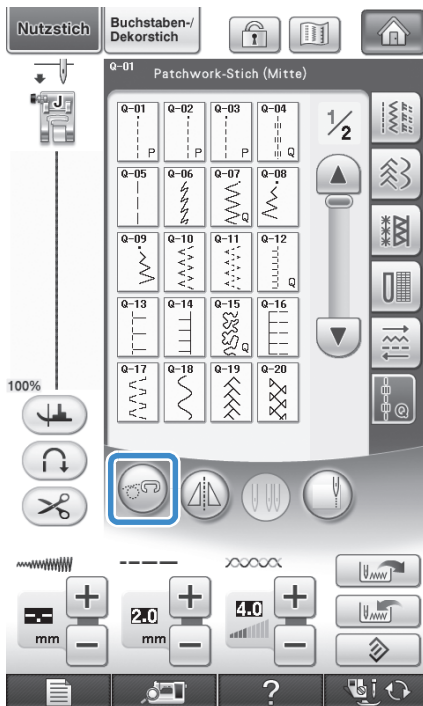 Nutzstich
Buchstaben-/
Dekorstich
Q-01
Patchwork-Stich (Mitte)
J
Q-01 Q-02 Q-03 Q-04
P P P Q
1/2
Q-05 Q-06 Q-07 Q-08
Q
Q-09 Q-10 Q-11 Q-12
Q
Q-13 Q-14 Q-15 Q-16
Q
Q-17 Q-18 Q-19 Q-20
Q
100%
+ + +
-.- 2.0 4.0
mm mm
− − −
?